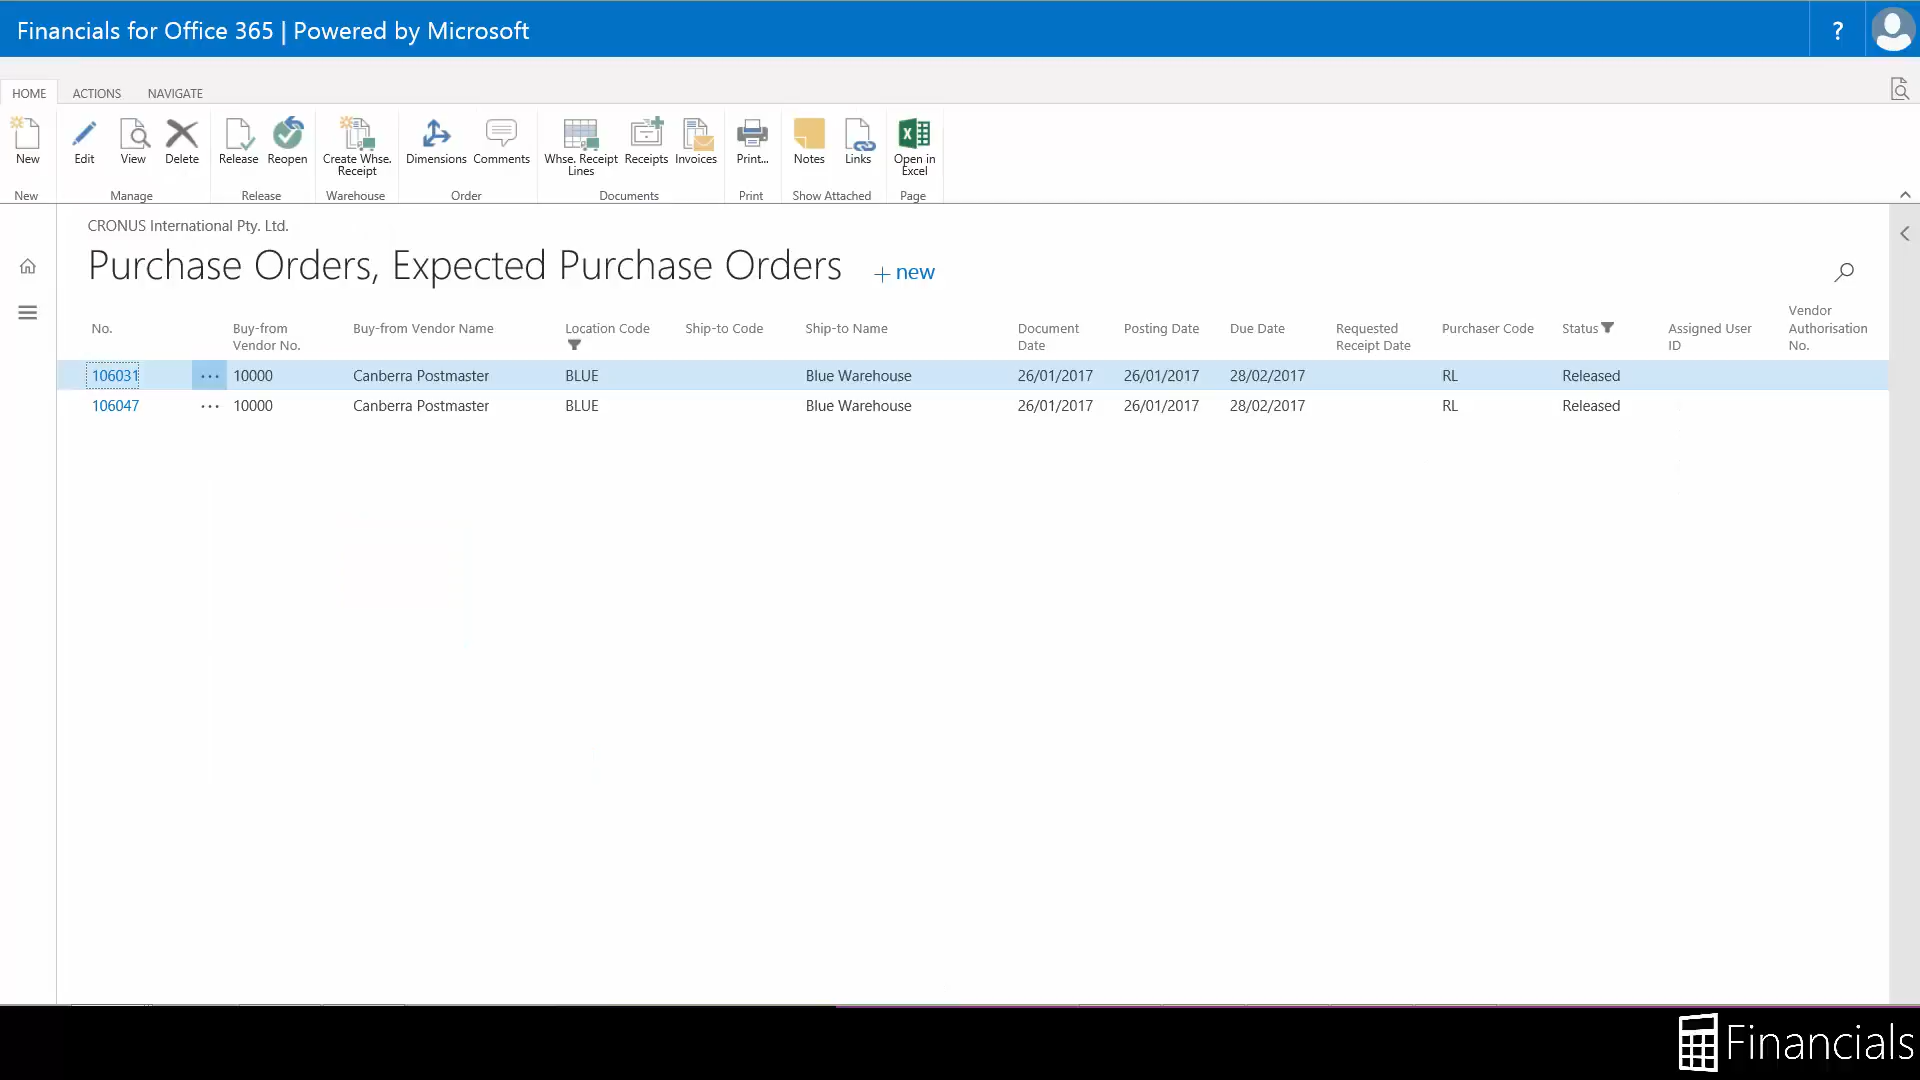 Financials for Office 365 | Powered by Microsoft
?
HOME ACTIONS NAVIGATE
New Edit View Delete Release Reopen Create Whse. Receipt Dimensions Comments Whse. Receipt Lines Receipts Invoices Print... Notes Links Open in Excel
New Manage Release Warehouse Order Documents Print Show Attached Page
CRONUS International Pty. Ltd.
Purchase Orders, Expected Purchase Orders + new
No. Buy-from Vendor No. Buy-from Vendor Name Location Code Ship-to Code Ship-to Name Document Date Posting Date Due Date Requested Receipt Date Purchaser Code Status Assigned User ID Vendor Authorisation No.
106031 ... 10000 Canberra Postmaster BLUE Blue Warehouse 26/01/2017 26/01/2017 28/02/2017 RL Released
106047 ... 10000 Canberra Postmaster BLUE Blue Warehouse 26/01/2017 26/01/2017 28/02/2017 RL Released
Financials